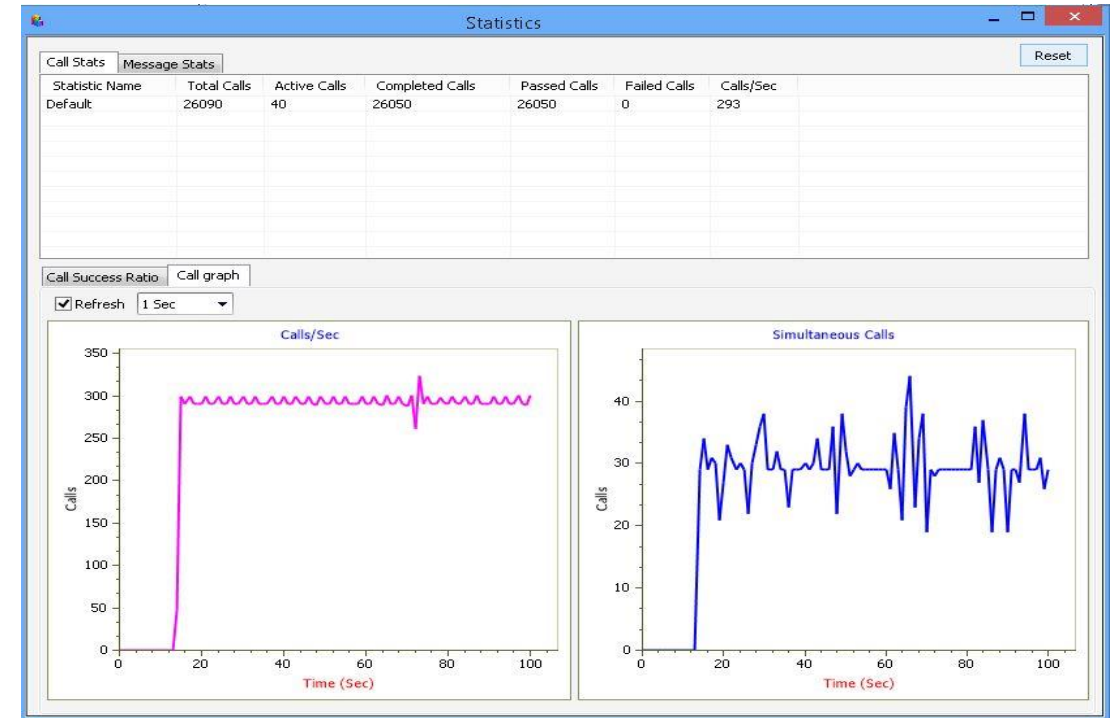 Statistics
Reset
Call Stats Message Stats
Statistic Name Total Calls Active Calls Completed Calls Passed Calls Failed Calls Calls/Sec
Default 26090 40 26050 26050 0 293
Call Success Ratio Call graph
Refresh 1 Sec
Calls/Sec
350
300
250
200
150
100
50
0
Calls
0 20 40 60 80 100
Time (Sec)
Simultaneous Calls
40
30
20
10
0
Calls
0 20 40 60 80 100
Time (Sec)